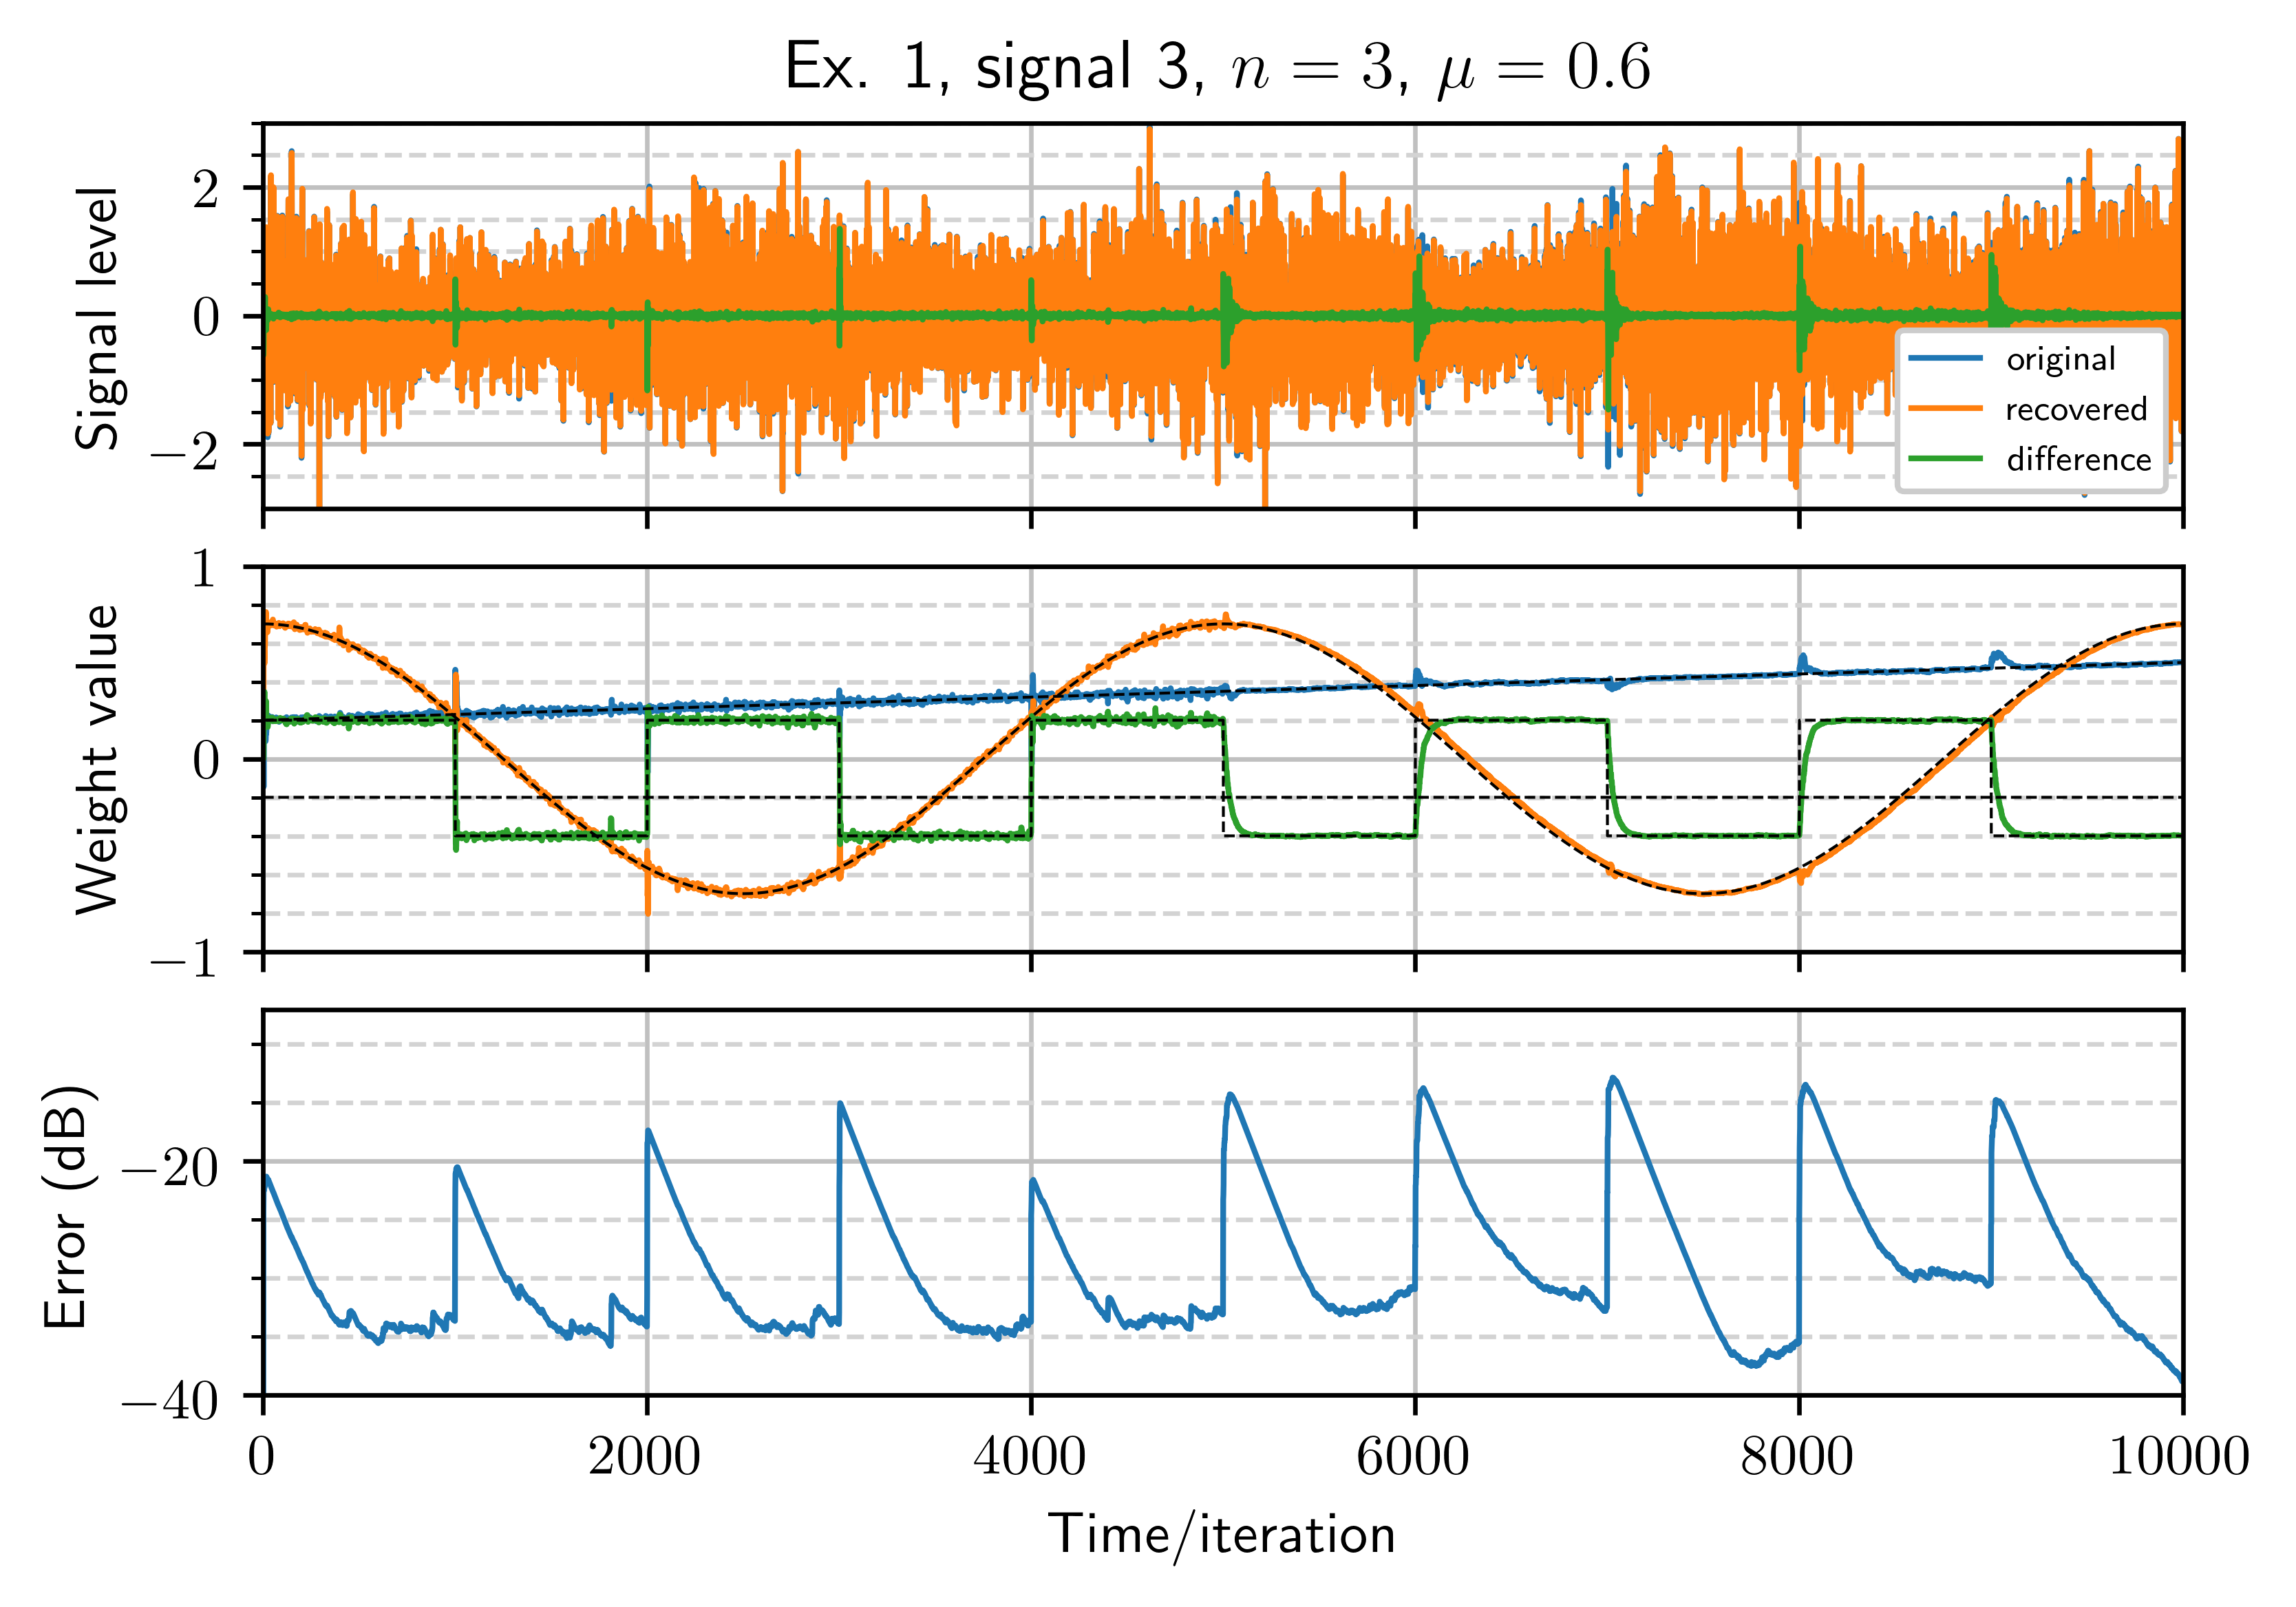 Ex. 1, signal 3, n = 3, μ = 0.6
Signal level
2
0
−2
original
recovered
difference
Weight value
1
0
−1
Error (dB)
−20
−40
0 2000 4000 6000 8000 10000
Time/iteration